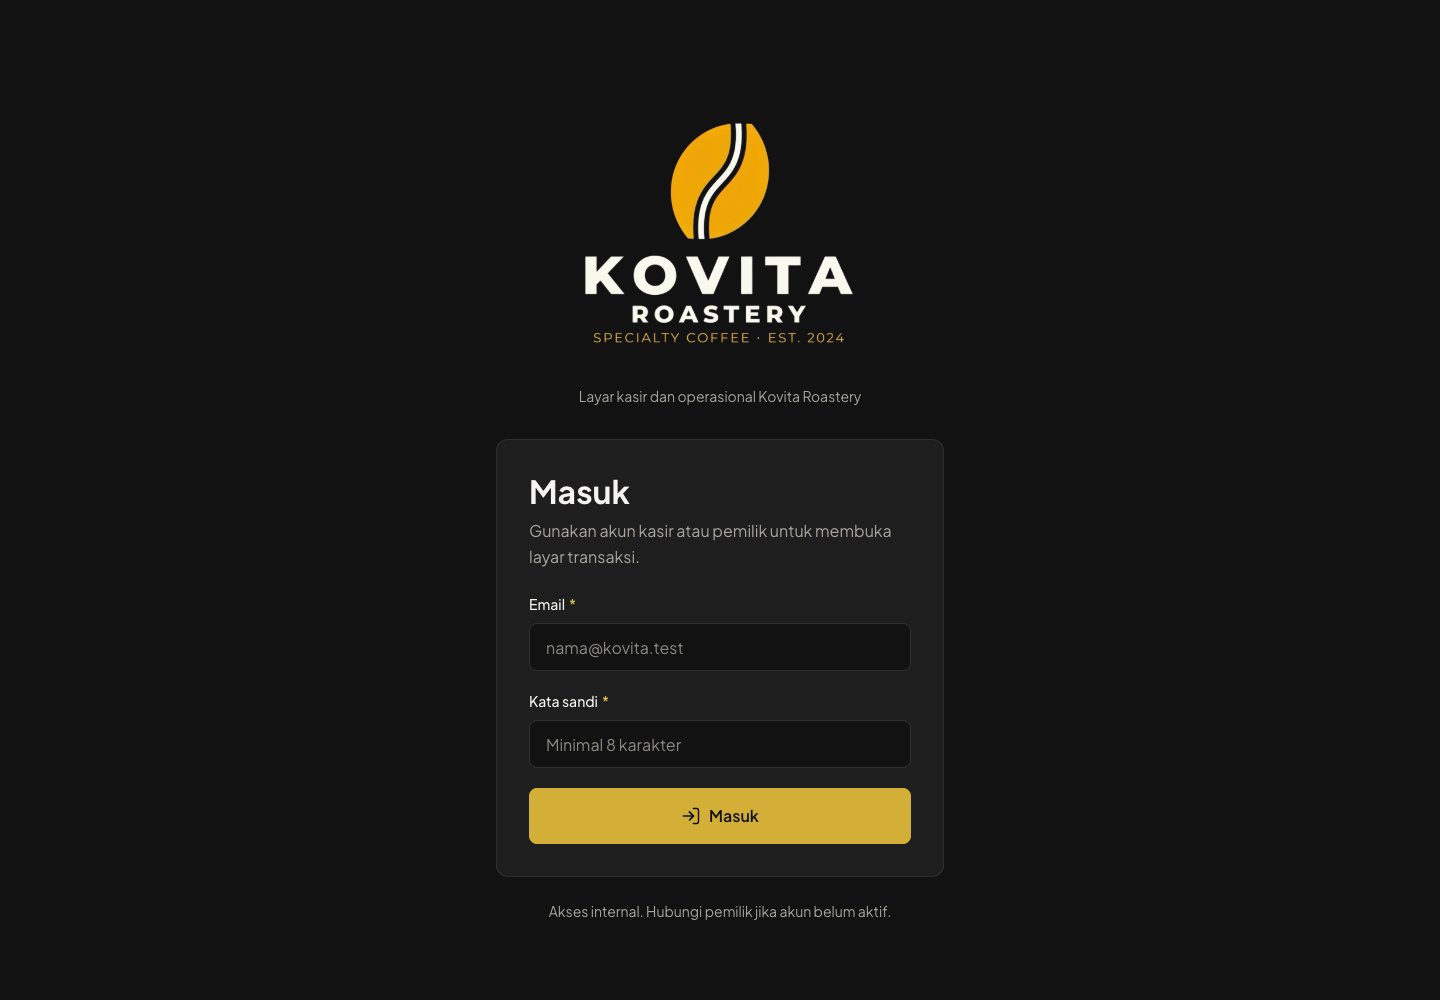 KOVITA
ROASTERY
SPECIALTY COFFEE · EST. 2024
Layar kasir dan operasional Kovita Roastery
Masuk
Gunakan akun kasir atau pemilik untuk membuka
layar transaksi.
Email *
nama@kovita.test
Kata sandi *
Minimal 8 karakter
Masuk
Akses internal. Hubungi pemilik jika akun belum aktif.